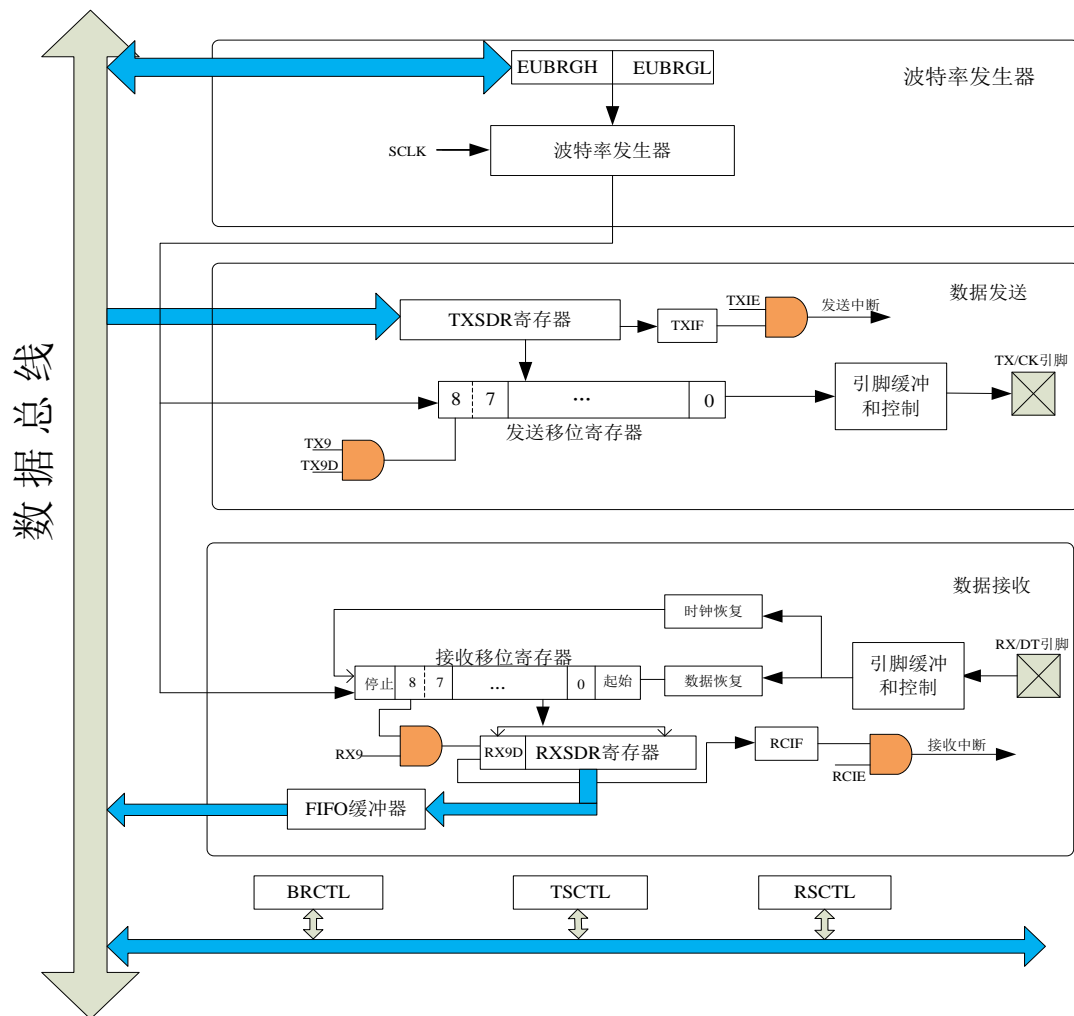 数据总线
EUBRGH
EUBRGL
波特率发生器
SCLK
波特率发生器
数据发送
TXSDR寄存器
TXIF
TXIE
发送中断
TX/CK引脚
8
7
...
0
发送移位寄存器
引脚缓冲
和控制
TX9
TX9D
数据接收
时钟恢复
接收移位寄存器
RX/DT引脚
停止
8
7
...
0
起始
数据恢复
引脚缓冲
和控制
RX9
RX9D
RXSDR寄存器
RCIF
RCIE
接收中断
FIFO缓冲器
BRCTL
TSCTL
RSCTL